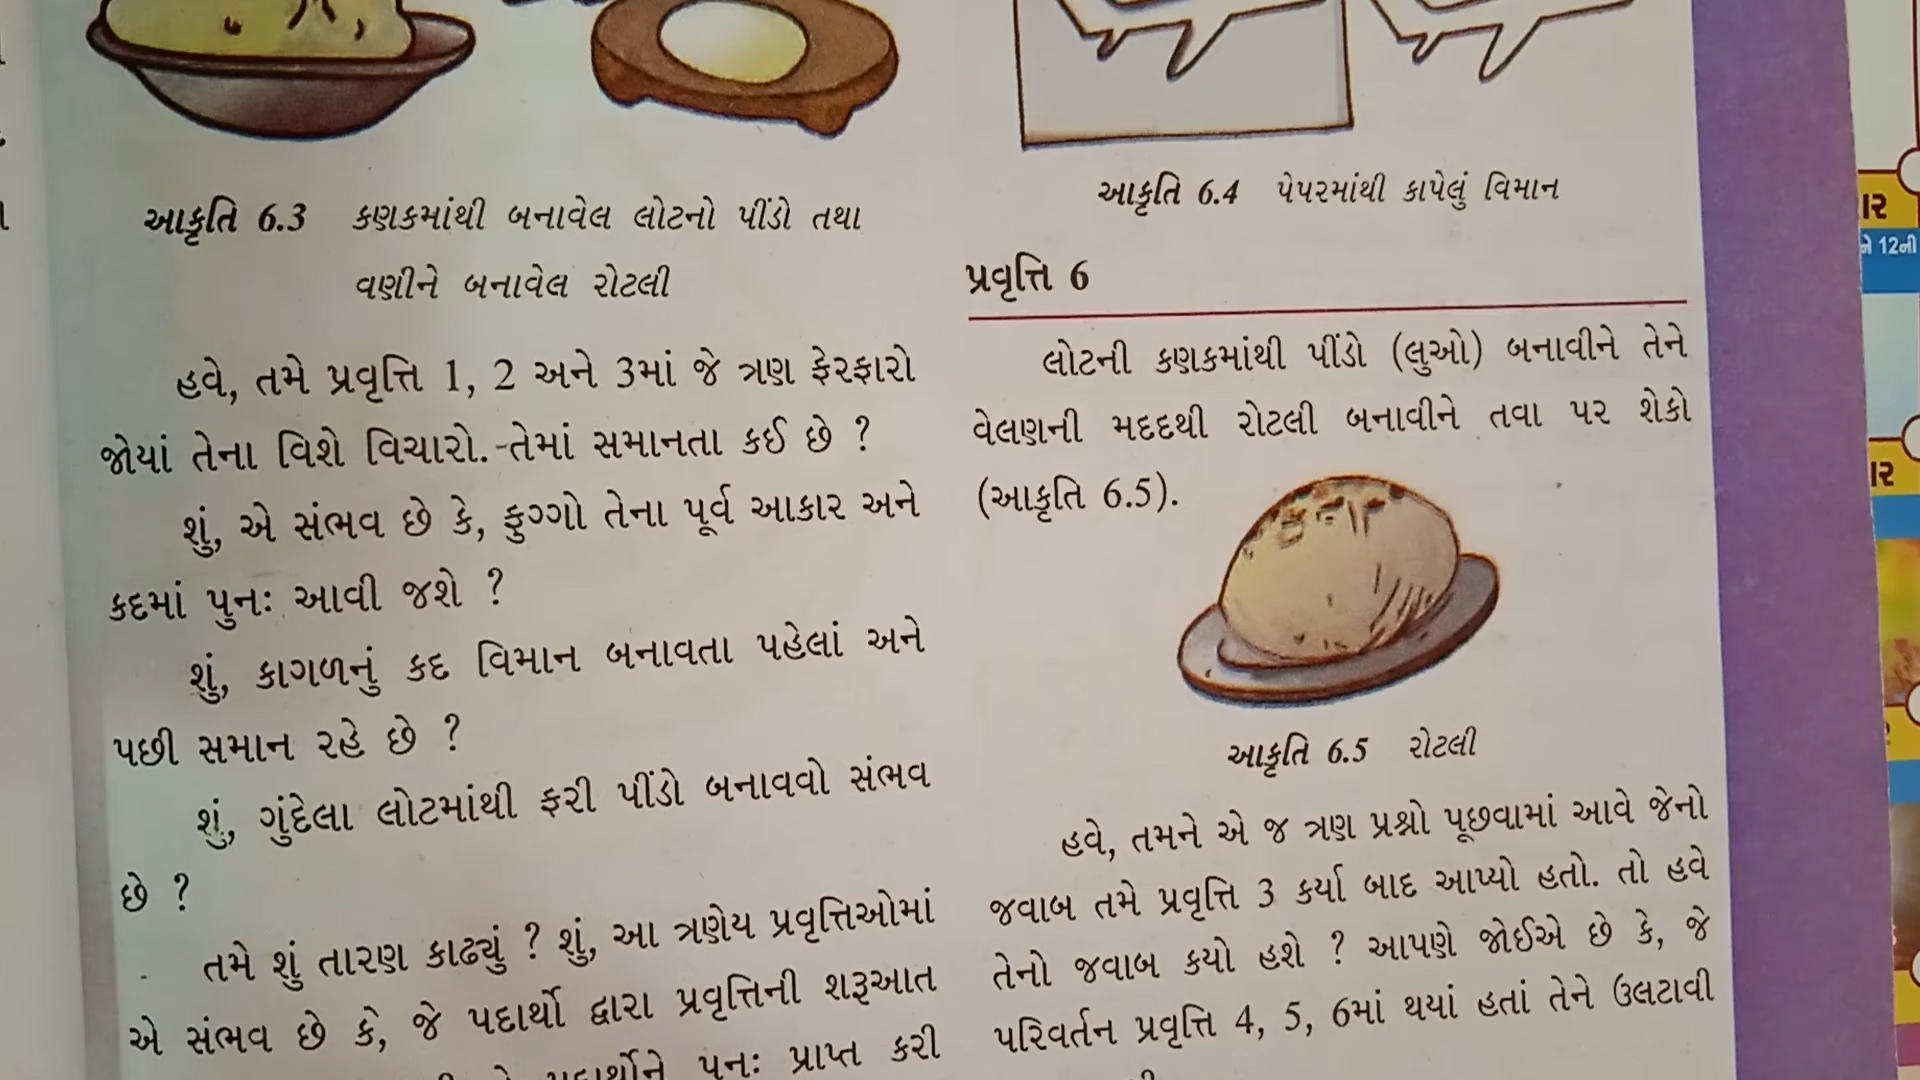 આકૃતિ 6.3 કણકમાંથી બનાવેલ લોટનો પીંડો તથા
વણીને બનાવેલ રોટલી
હવે, તમે પ્રવૃત્તિ 1, 2 અને 3માં જે ત્રણ ફેરફારો
જોયાં તેના વિશે વિચારો. તેમાં સમાનતા કઈ છે ?
શું, એ સંભવ છે કે, ફુગ્ગો તેના પૂર્વ આકાર અને
કદમાં પુનઃ આવી જશે ?
શું, કાગળનું કદ વિમાન બનાવતા પહેલાં અને
પછી સમાન રહે છે ?
શું, ગુંદેલા લોટમાંથી ફરી પીંડો બનાવવો સંભવ
છે ?
તમે શું તારણ કાઢ્યું ? શું, આ ત્રણેય પ્રવૃત્તિઓમાં
એ સંભવ છે કે, જે પદાર્થો દ્વારા પ્રવૃત્તિની શરૂઆત
પદાર્થોને પુનઃ પ્રાપ્ત કરી
આકૃતિ 6.4 પેપરમાંથી કાપેલું વિમાન
પ્રવૃત્તિ 6
લોટની કણકમાંથી પીંડો (લુઓ) બનાવીને તેને
વેલણની મદદથી રોટલી બનાવીને તવા પર શેકો
(આકૃતિ 6.5).
આકૃતિ 6.5 રોટલી
હવે, તમને એ જ ત્રણ પ્રશ્નો પૂછવામાં આવે જેનો
જવાબ તમે પ્રવૃત્તિ 3 કર્યા બાદ આપ્યો હતો. તો હવે
તેનો જવાબ કયો હશે ? આપણે જોઈએ છે કે, જે
પરિવર્તન પ્રવૃત્તિ 4, 5, 6માં થયાં હતાં તેને ઉલટાવી
12ની